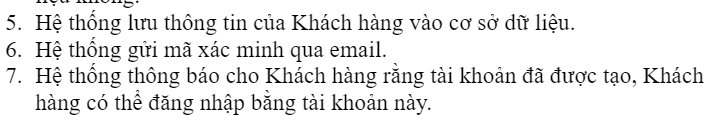 5. Hệ thống lưu thông tin của Khách hàng vào cơ sở dữ liệu.
6. Hệ thống gửi mã xác minh qua email.
7. Hệ thống thông báo cho Khách hàng rằng tài khoản đã được tạo, Khách
hàng có thể đăng nhập bằng tài khoản này.